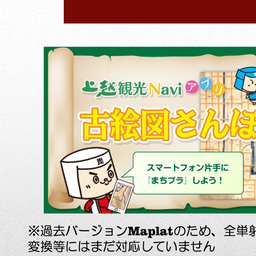 上越観光Naviアプリ
古絵図さんぽ
スマートフォン片手に
『まちブラ』しよう！
※過去バージョンMaplatのため、全単射
変換等にはまだ対応していません